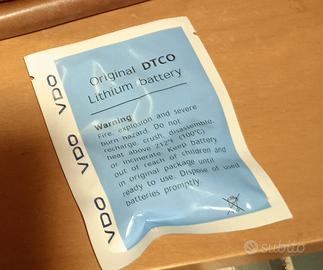 Original DTCO
Lithium battery
Warning
Fire, explosion and severe
burn hazard. Do not
recharge, crush, disassemble,
heat above 212°F (100°C)
or incinerate. Keep battery
out of reach of children and
in original package until
ready to use. Dispose of used
batteries promptly.
VDO
VDO
VDO
subito